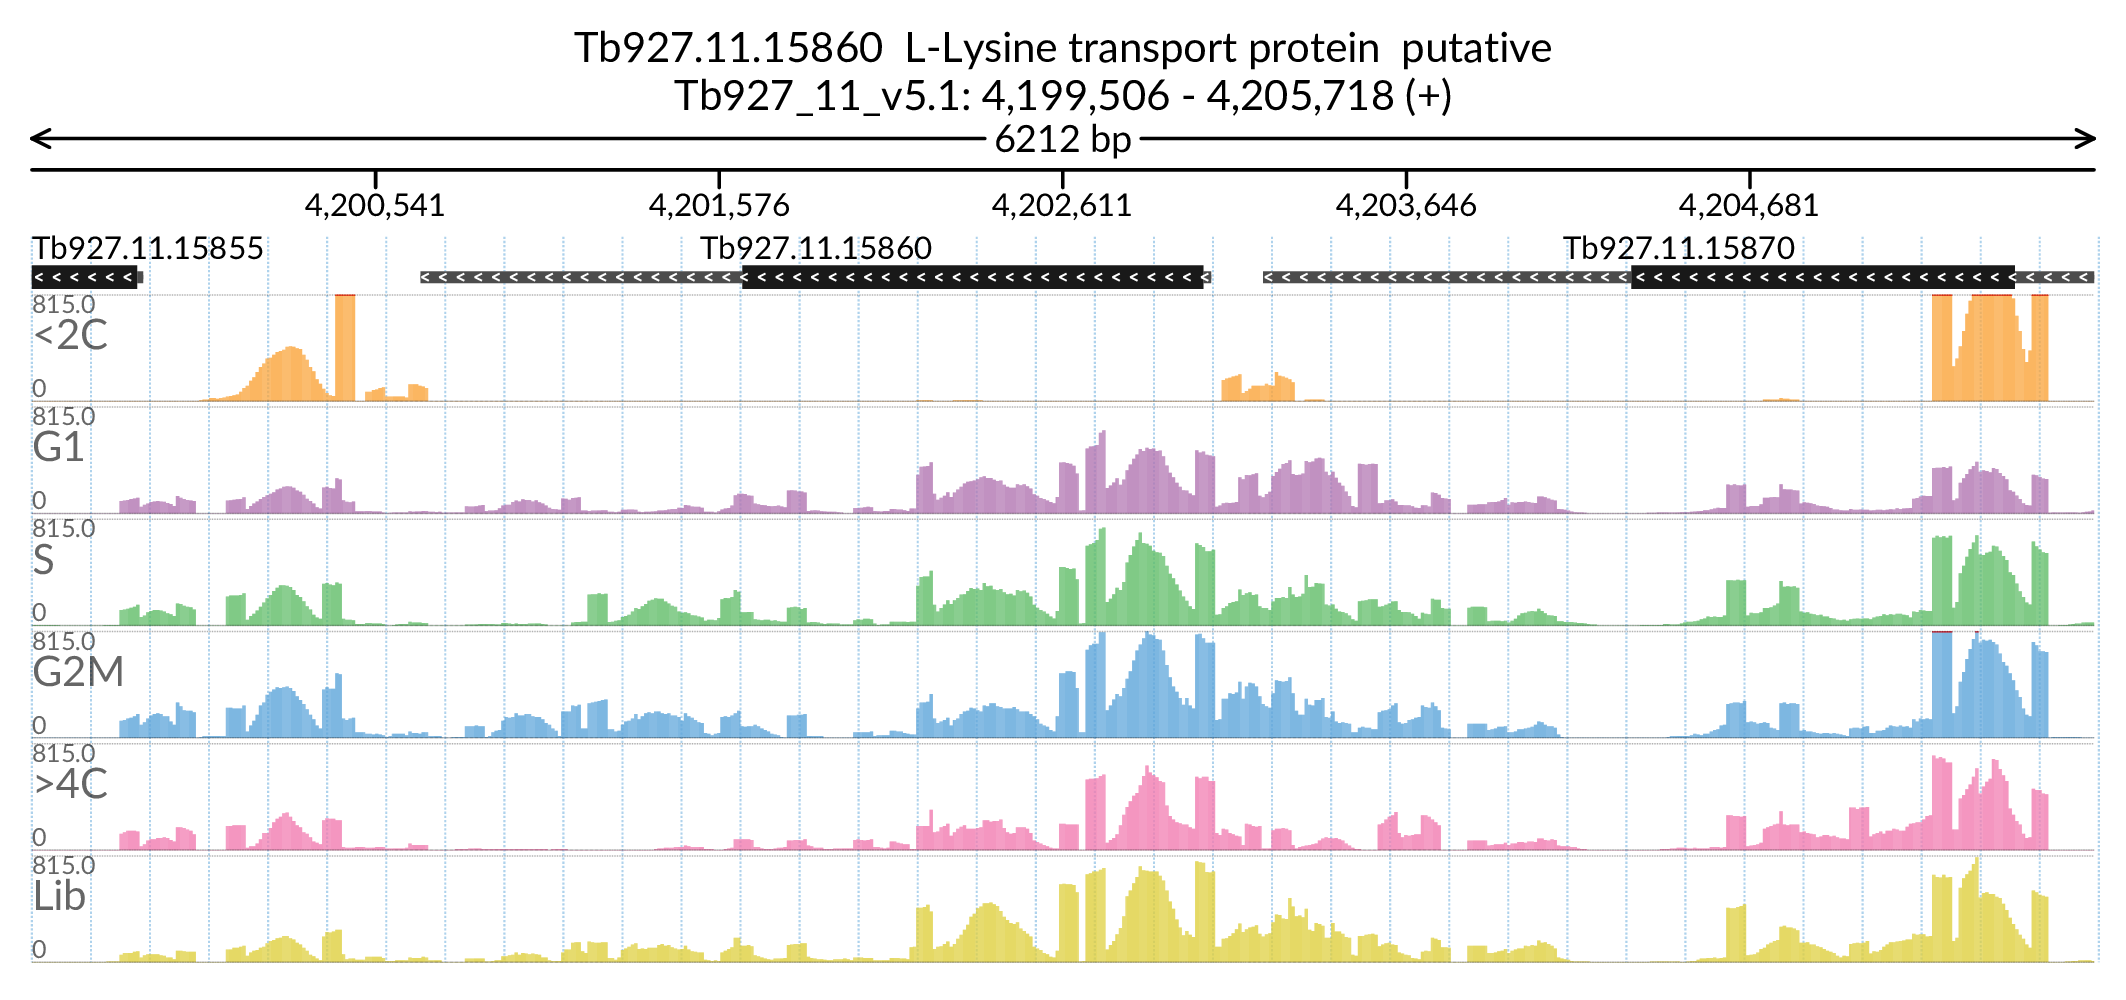 Tb927.11.15860  L-Lysine transport protein  putative
Tb927_11_v5.1: 4,199,506 - 4,205,718 (+)
6212 bp
4,200,541 4,201,576 4,202,611 4,203,646 4,204,681
Tb927.11.15855 Tb927.11.15860 Tb927.11.15870
815.0
<2C
0
815.0
G1
0
815.0
S
0
815.0
G2M
0
815.0
>4C
0
815.0
Lib
0